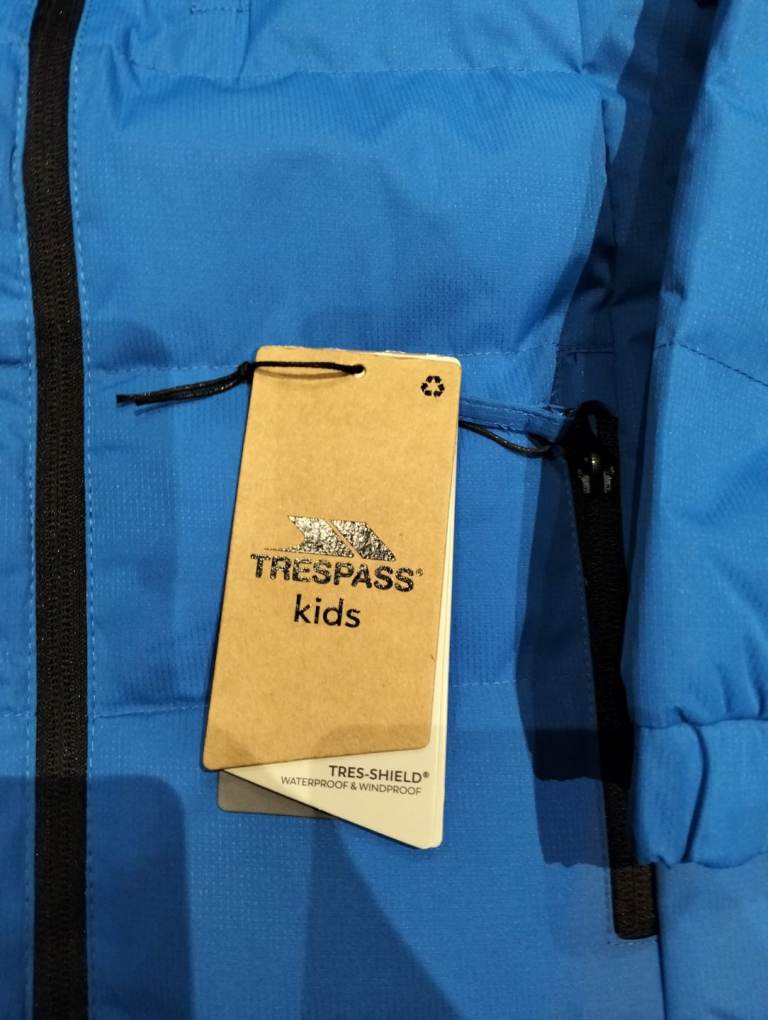 TRESPASS®
kids
TRES-SHIELD®
WATERPROOF & WINDPROOF